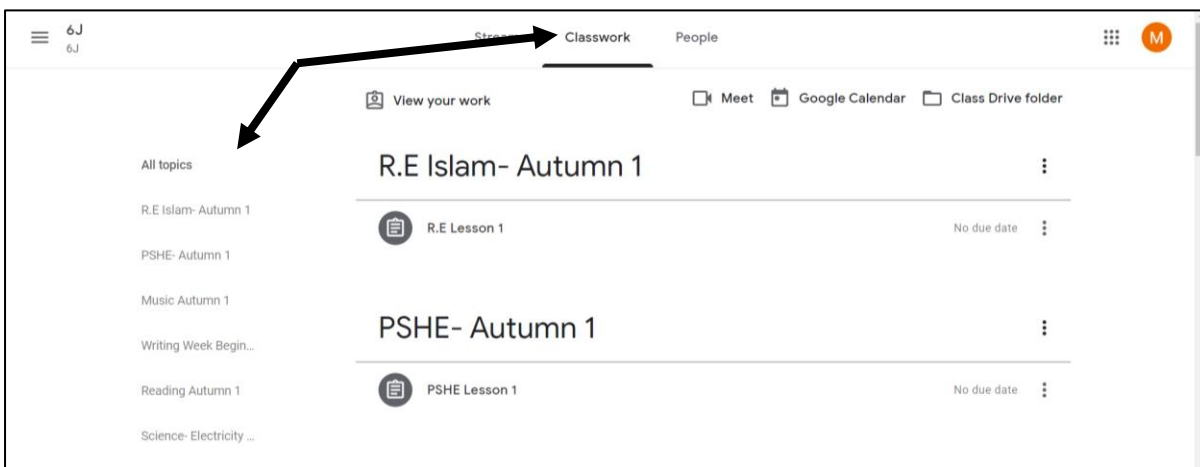 6J
6J
Classwork
People
M
View your work
Meet
Google Calendar
Class Drive folder
All topics
R.E Islam- Autumn 1
PSHE- Autumn 1
Music Autumn 1
Writing Week Begin...
Reading Autumn 1
Science- Electricity ...
R.E Islam- Autumn 1
R.E Lesson 1
No due date
PSHE- Autumn 1
PSHE Lesson 1
No due date